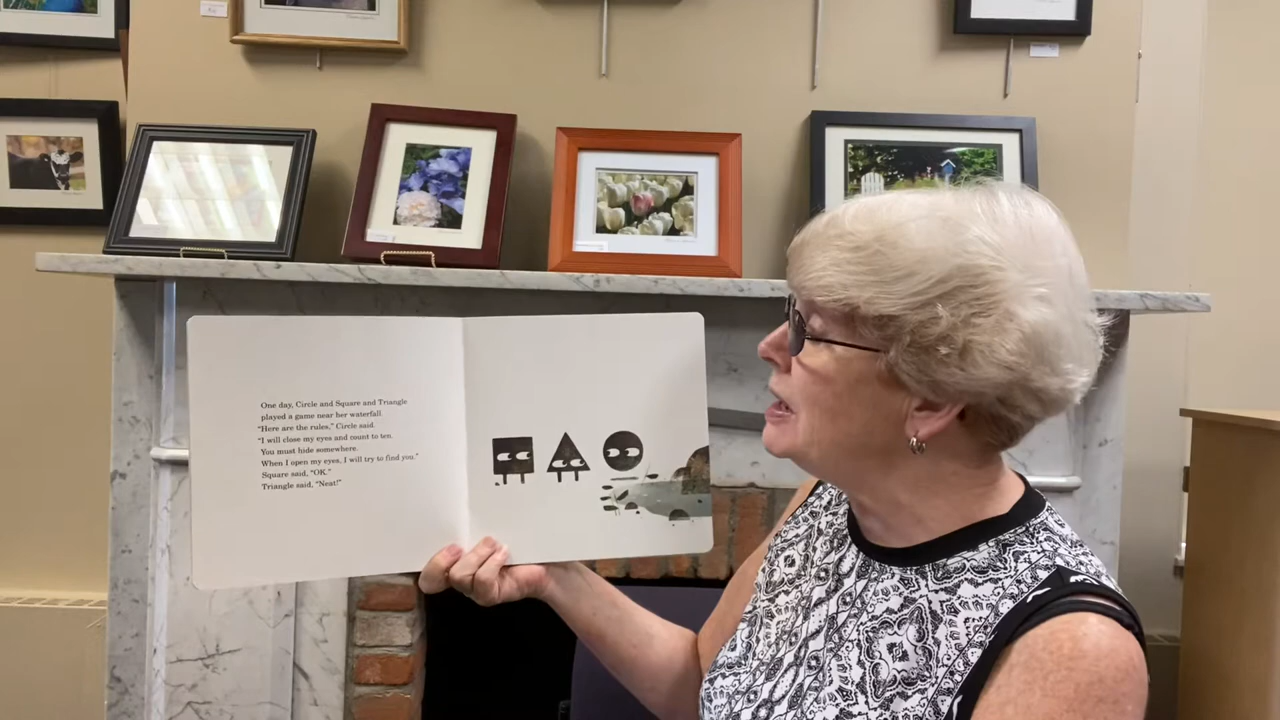 One day, Circle and Square and Triangle
played a game near her waterfall.
"Here are the rules," Circle said.
"I will close my eyes and count to ten.
You must hide somewhere.
When I open my eyes, I will try to find you."
Square said, "OK."
Triangle said, "Neat!"